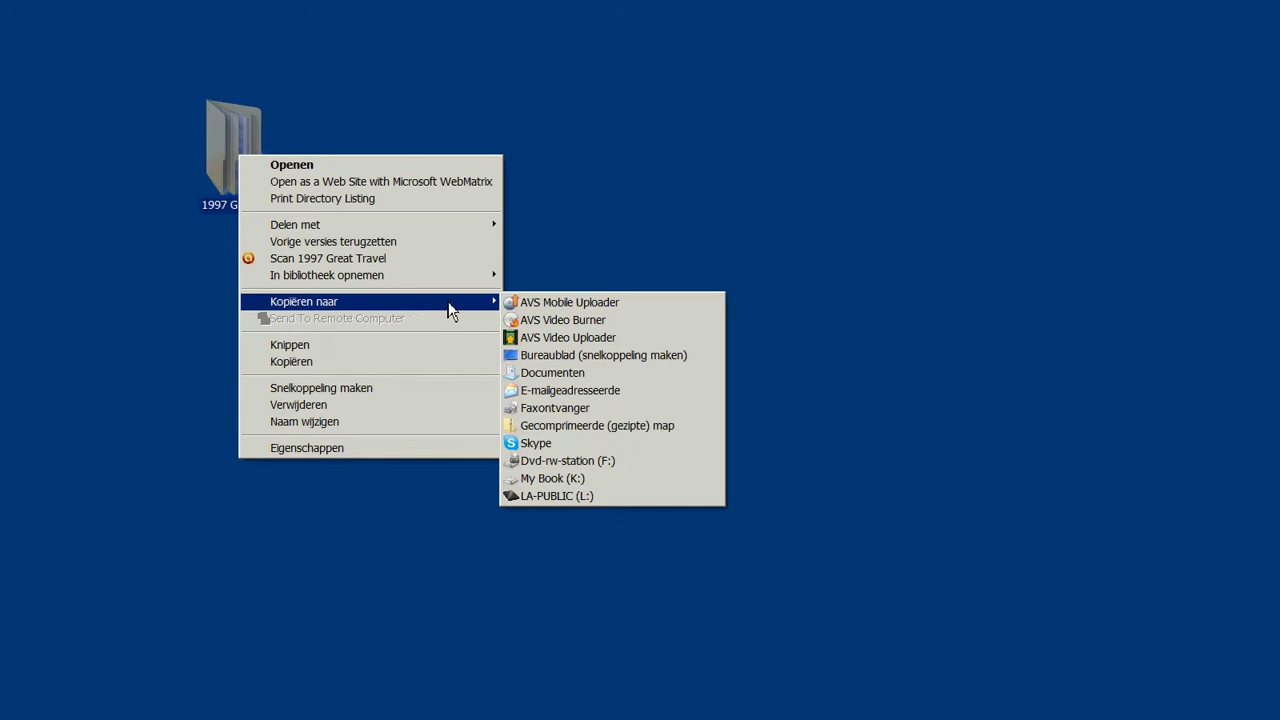 1997 G
Openen
Open as a Web Site with Microsoft WebMatrix
Print Directory Listing
Delen met
Vorige versies terugzetten
Scan 1997 Great Travel
In bibliotheek opnemen
Kopiëren naar
Send To Remote Computer
Knippen
Kopiëren
Snelkoppeling maken
Verwijderen
Naam wijzigen
Eigenschappen
AVS Mobile Uploader
AVS Video Burner
AVS Video Uploader
Bureaublad (snelkoppeling maken)
Documenten
E-mailgeadresseerde
Faxontvanger
Gecomprimeerde (gezipte) map
Skype
Dvd-rw-station (F:)
My Book (K:)
LA-PUBLIC (L:)